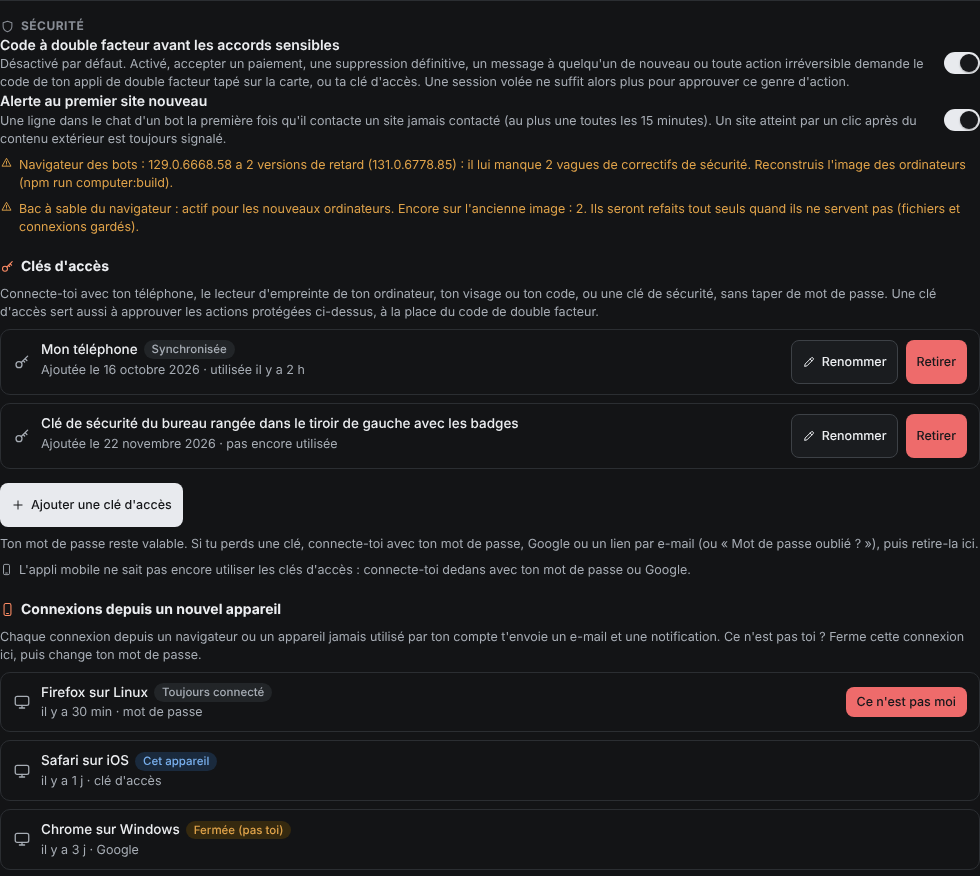 SÉCURITÉ
Code à double facteur avant les accords sensibles
Désactivé par défaut. Activé, accepter un paiement, une suppression définitive, un message à quelqu'un de nouveau ou toute action irréversible demande le
code de ton appli de double facteur tapé sur la carte, ou ta clé d'accès. Une session volée ne suffit alors plus pour approuver ce genre d'action.
Alerte au premier site nouveau
Une ligne dans le chat d'un bot la première fois qu'il contacte un site jamais contacté (au plus une toutes les 15 minutes). Un site atteint par un clic après du
contenu extérieur est toujours signalé.
Navigateur des bots : 129.0.6668.58 a 2 versions de retard (131.0.6778.85) : il lui manque 2 vagues de correctifs de sécurité. Reconstruis l'image des ordinateurs
(npm run computer:build).
Bac à sable du navigateur : actif pour les nouveaux ordinateurs. Encore sur l'ancienne image : 2. Ils seront refaits tout seuls quand ils ne servent pas (fichiers et
connexions gardés).
Clés d'accès
Connecte-toi avec ton téléphone, le lecteur d'empreinte de ton ordinateur, ton visage ou ton code, ou une clé de sécurité, sans taper de mot de passe. Une clé
d'accès sert aussi à approuver les actions protégées ci-dessus, à la place du code de double facteur.
Mon téléphone Synchronisée
Ajoutée le 16 octobre 2026 · utilisée il y a 2 h
Renommer
Retirer
Clé de sécurité du bureau rangée dans le tiroir de gauche avec les badges
Ajoutée le 22 novembre 2026 · pas encore utilisée
Renommer
Retirer
Ajouter une clé d'accès
Ton mot de passe reste valable. Si tu perds une clé, connecte-toi avec ton mot de passe, Google ou un lien par e-mail (ou « Mot de passe oublié ? »), puis retire-la ici.
L'appli mobile ne sait pas encore utiliser les clés d'accès : connecte-toi dedans avec ton mot de passe ou Google.
Connexions depuis un nouvel appareil
Chaque connexion depuis un navigateur ou un appareil jamais utilisé par ton compte t'envoie un e-mail et une notification. Ce n'est pas toi ? Ferme cette connexion
ici, puis change ton mot de passe.
Firefox sur Linux Toujours connecté
il y a 30 min · mot de passe
Ce n'est pas moi
Safari sur iOS Cet appareil
il y a 1 j · clé d'accès
Chrome sur Windows Fermée (pas toi)
il y a 3 j · Google